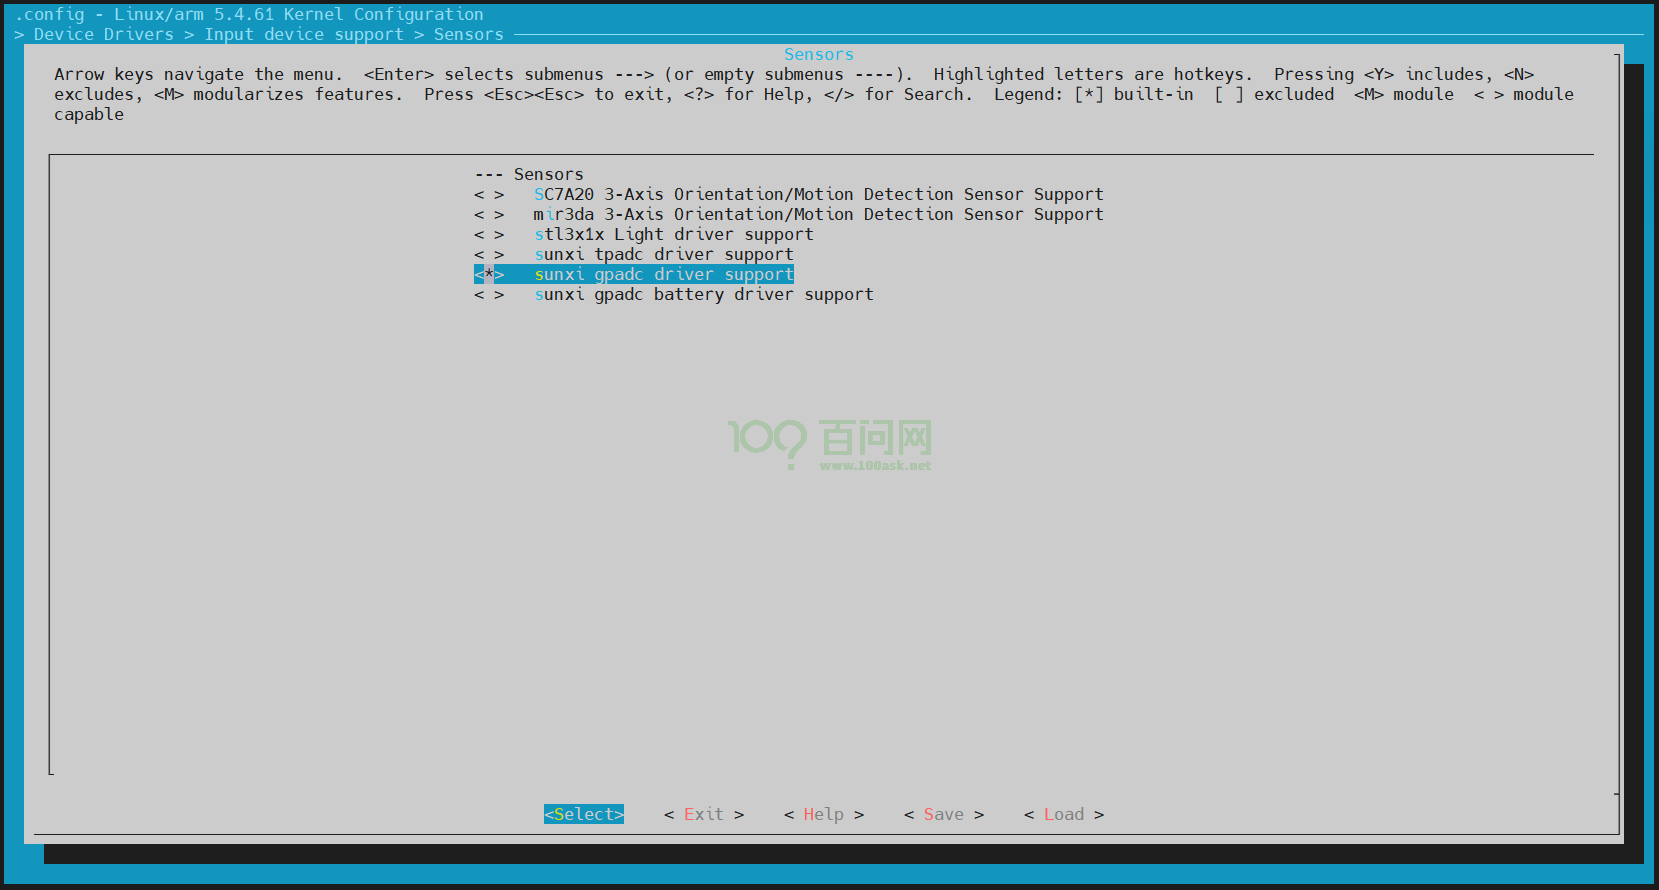 .config - Linux/arm 5.4.61 Kernel Configuration
> Device Drivers > Input device support > Sensors
Sensors
Arrow keys navigate the menu.  <Enter> selects submenus ---> (or empty submenus ----).  Highlighted letters are hotkeys.  Pressing <Y> includes, <N>
excludes, <M> modularizes features.  Press <Esc><Esc> to exit, <?> for Help, </> for Search.  Legend: [*] built-in  [ ] excluded  <M> module  < > module
capable
--- Sensors
< >   SC7A20 3-Axis Orientation/Motion Detection Sensor Support
< >   mir3da 3-Axis Orientation/Motion Detection Sensor Support
< >   stl3x1x Light driver support
< >   sunxi tpadc driver support
<*>   sunxi gpadc driver support
< >   sunxi gpadc battery driver support
100? 百问网
www.100ask.net
<Select>    < Exit >    < Help >    < Save >    < Load >